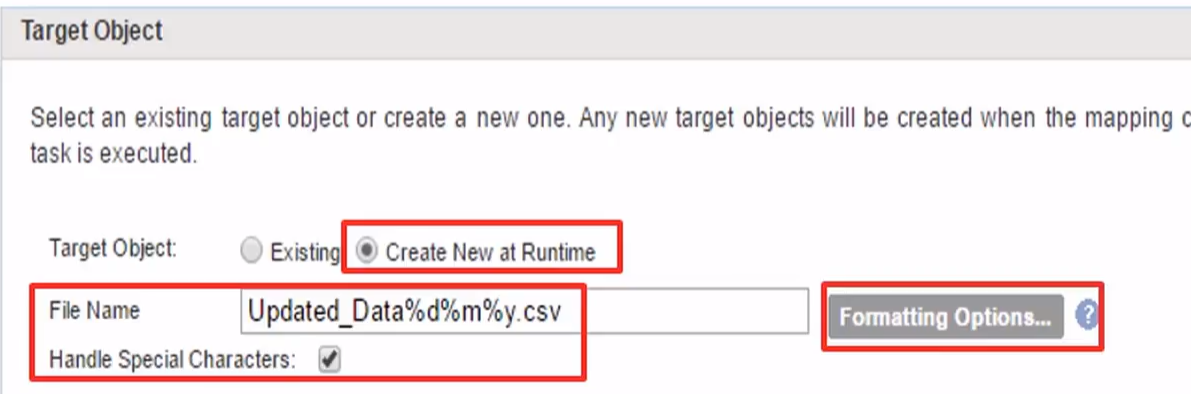 Target Object
Select an existing target object or create a new one. Any new target objects will be created when the mapping c
task is executed.
Target Object: Existing Create New at Runtime
File Name Updated_Data%d%m%y.csv Formatting Options... ?
Handle Special Characters: